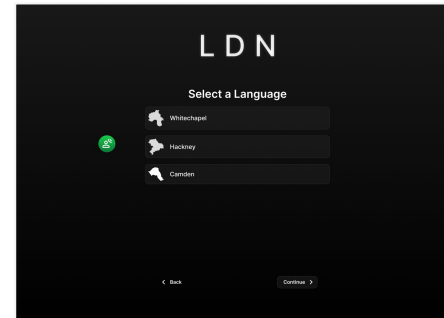 LDN
Select a Language
Whitechapel
Hackney
Camden
Back
Continue